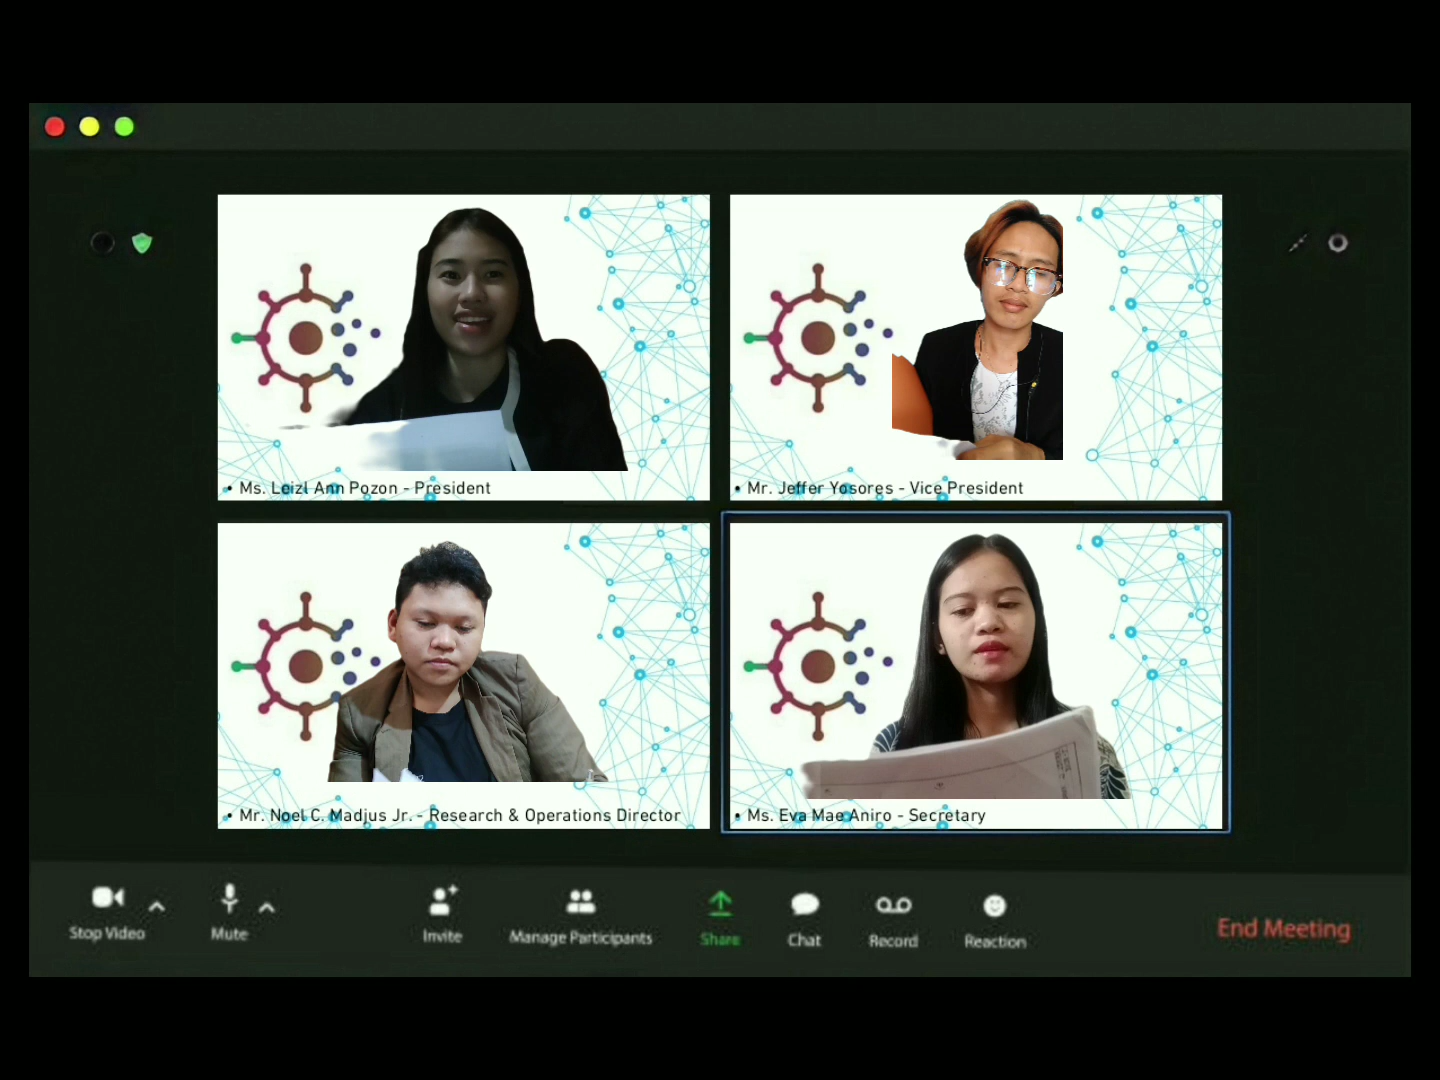 • Ms. Leizl Ann Pozon - President
• Mr. Jeffer Yosores - Vice President
• Mr. Noel C. Madjus Jr. - Research & Operations Director
• Ms. Eva Mae Aniro - Secretary
Stop Video
Mute
Invite
Manage Participants
Share
Chat
Record
Reaction
End Meeting